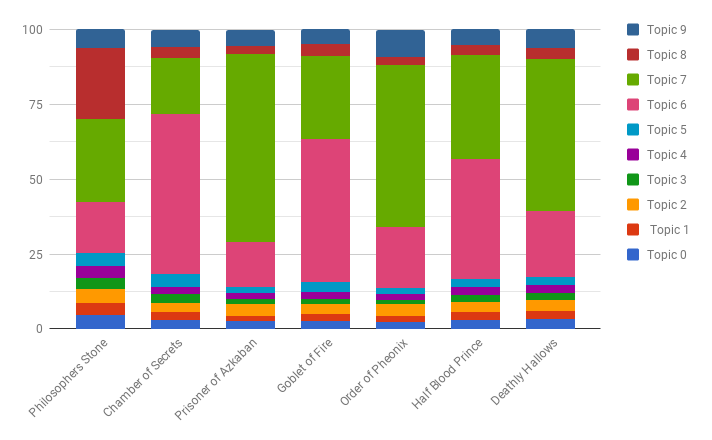 100
75
50
25
0
Philosophers Stone
Chamber of Secrets
Prisoner of Azkaban
Goblet of Fire
Order of Pheonix
Half Blood Prince
Deathly Hallows
Topic 9
Topic 8
Topic 7
Topic 6
Topic 5
Topic 4
Topic 3
Topic 2
Topic 1
Topic 0